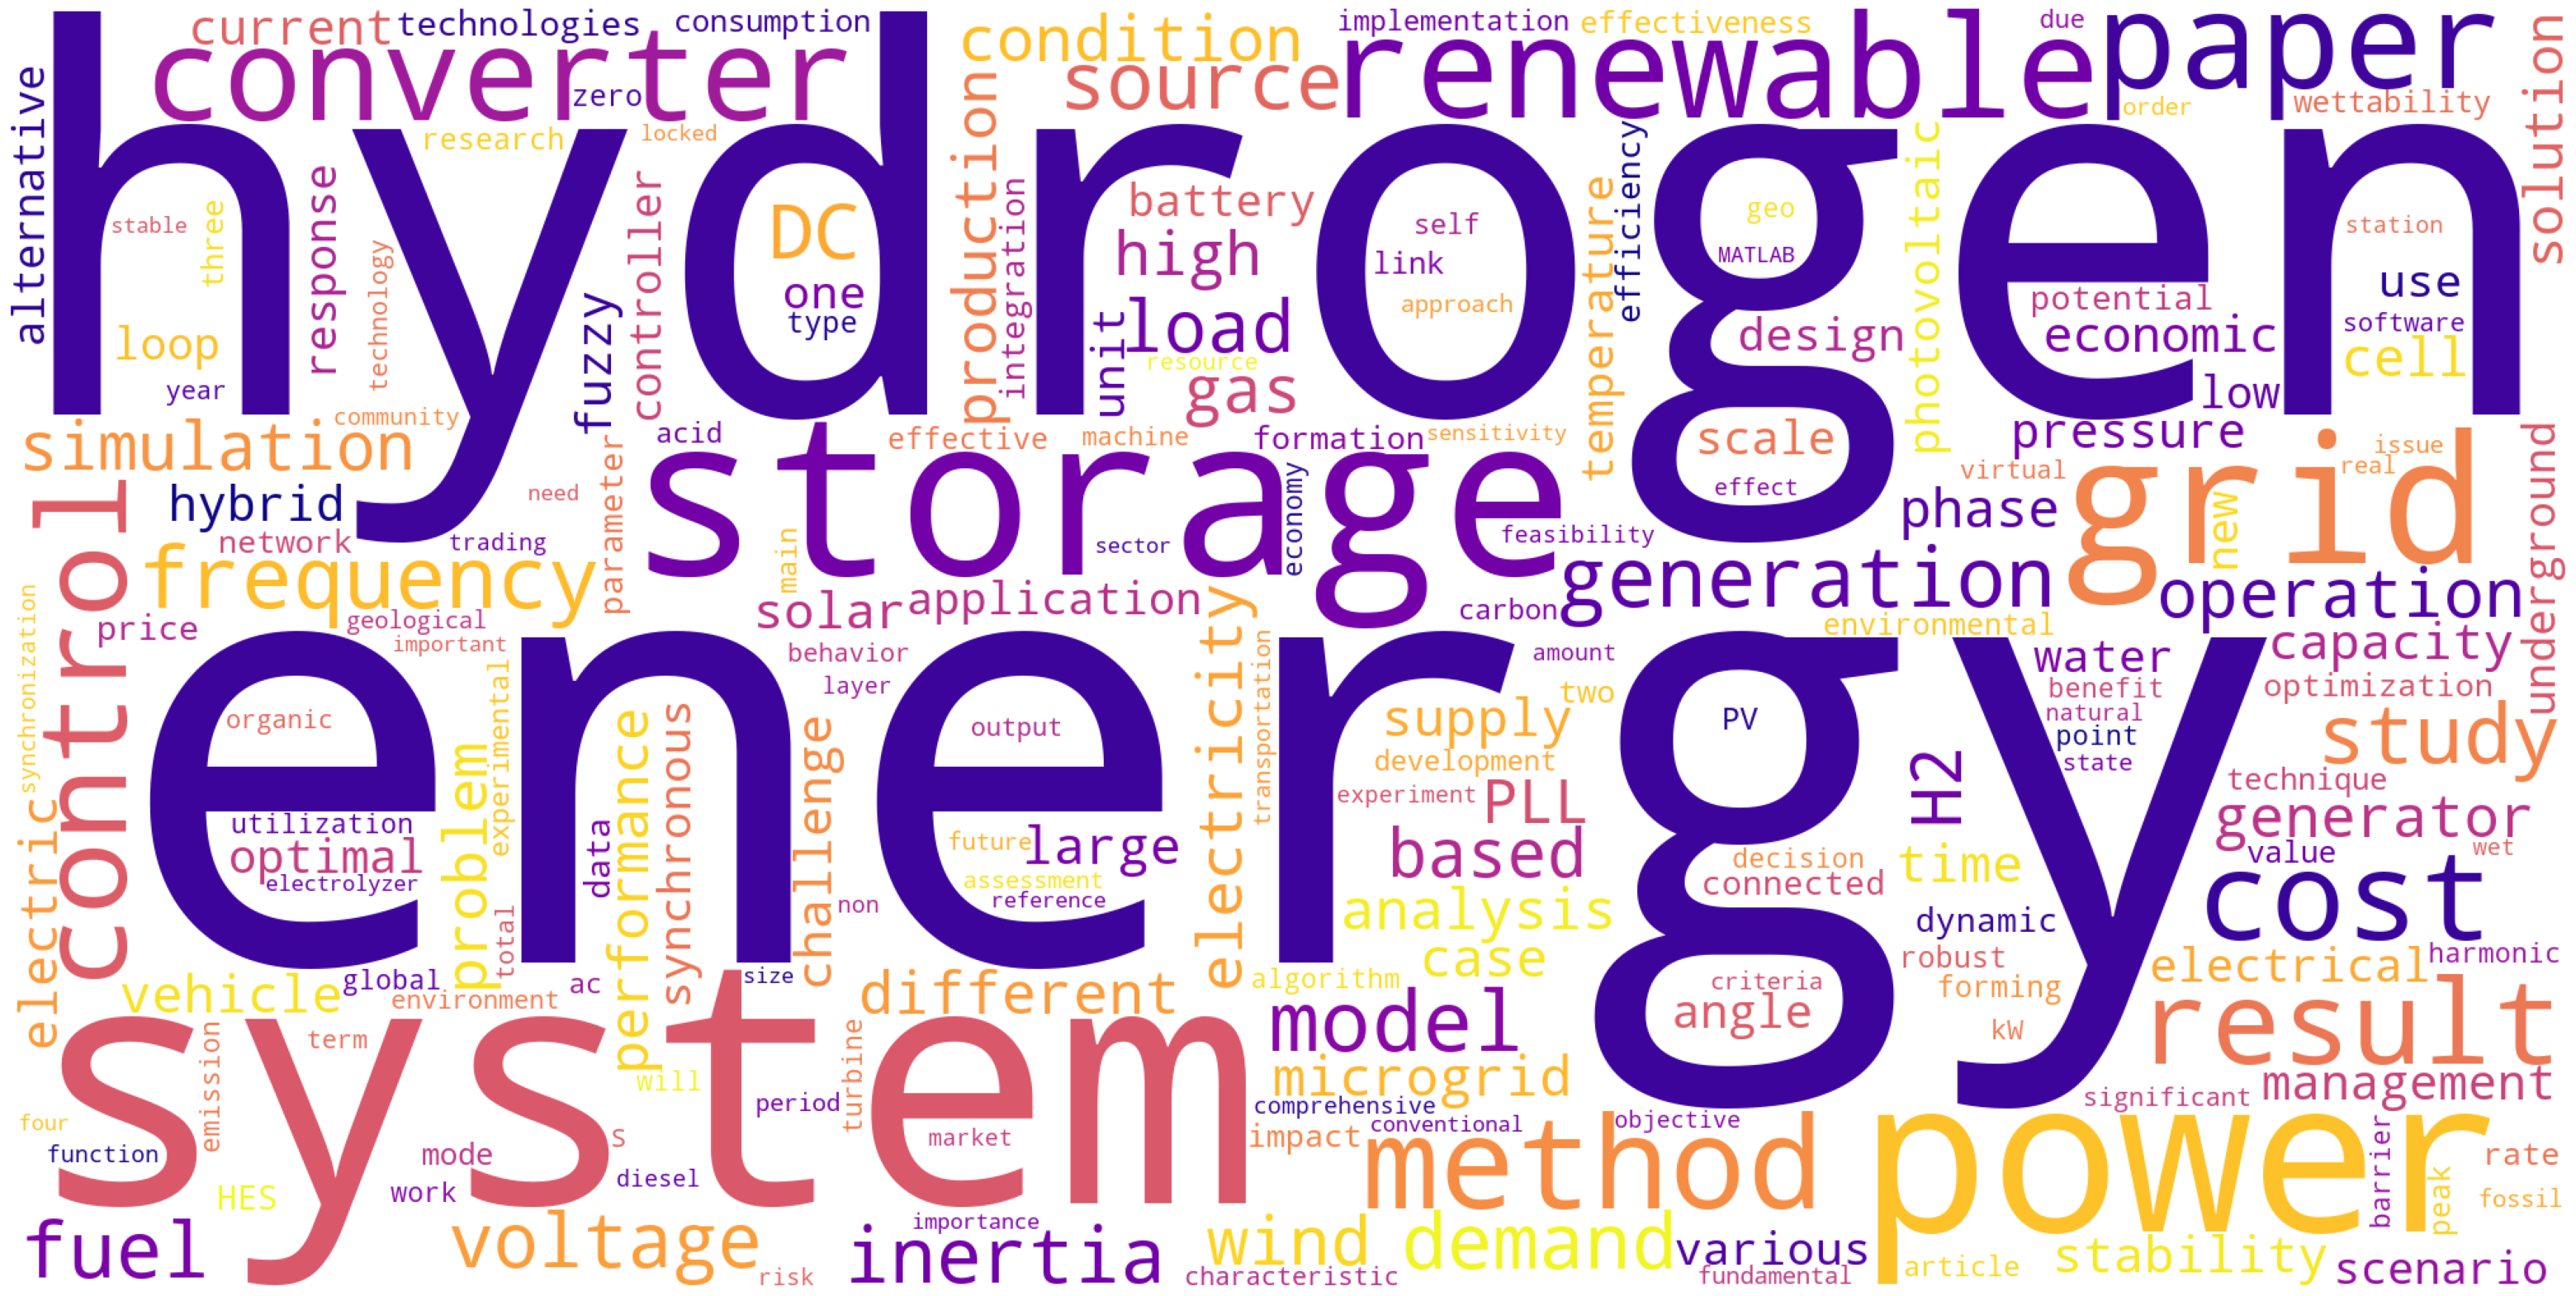 hydrogen
energy
system
storage
power
grid
renewable
converter
paper
control
method
result
cost
generation
frequency
voltage
inertia
demand
fuel
wind
model
microgrid
different
study
operation
source
condition
current
technologies
consumption
implementation
effectiveness
due
order
wettability
solution
alternative
zero
research
locked
stable
three
response
technology
loop
year
DC
one
type
fuzzy
controller
production
integration
battery
high
load
unit
resource
gas
self
link
approach
temperature
efficiency
geo
MATLAB
design
photovoltaic
station
use
potential
economic
software
cell
low
scale
effect
pressure
simulation
community
hybrid
network
need
trading
parameter
acid
effective
machine
formation
sensitivity
main
sector
economy
feasibility
phase
virtual
issue
real
new
underground
price
geological
important
synchronization
solar
application
behavior
layer
carbon
amount
environmental
water
capacity
benefit
optimization
natural
point
state
technique
generator
value
wet
organic
utilization
optimal
electrolyzer
experimental
problem
total
data
performance
synchronous
challenge
output
future
large
assessment
reference
non
electricity
transportation
supply
two
development
experiment
PLL
based
analysis
case
algorithm
PV
H2
decision
connected
time
dynamic
robust
forming
kW
criteria
angle
electrical
harmonic
electric
vehicle
global
environment
ac
size
term
emission
four
function
HES
mode
work
S
will
period
diesel
turbine
market
importance
risk
comprehensive
conventional
impact
objective
characteristic
various
fundamental
article
stability
scenario
significant
management
barrier
peak
rate
fossil